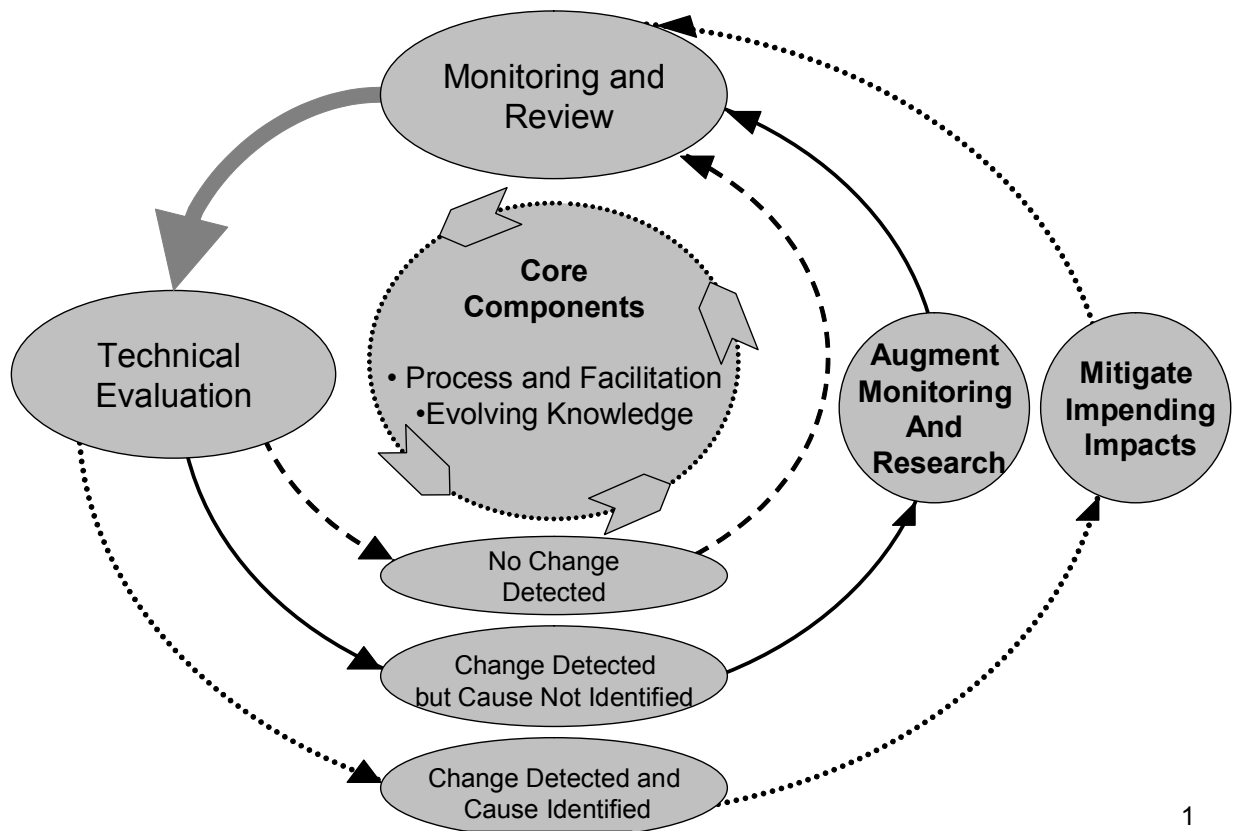 Monitoring and
Review
Core
Components
• Process and Facilitation
•Evolving Knowledge
Technical
Evaluation
Augment
Monitoring
And
Research
Mitigate
Impending
Impacts
No Change
Detected
Change Detected
but Cause Not Identified
Change Detected and
Cause Identified
1